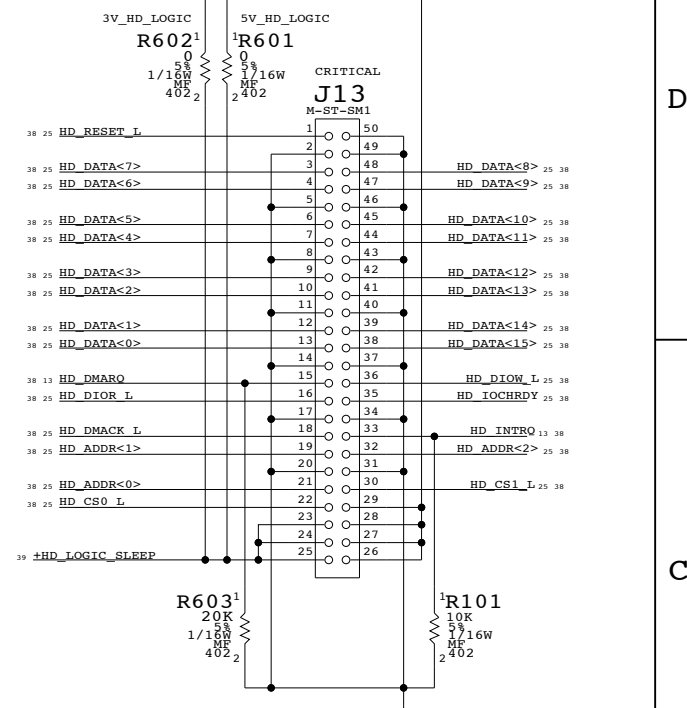 3V_HD_LOGIC 5V_HD_LOGIC
R602 1 1 R601
0 0
5% 5%
1/16W 1/16W
MF MF
402 2 2 402
CRITICAL
J13
M-ST-SM1
D
38 25 HD_RESET_L 1 50
2 49
38 25 HD_DATA<7> 3 48 HD_DATA<8> 25 38
38 25 HD_DATA<6> 4 47 HD_DATA<9> 25 38
5 46
38 25 HD_DATA<5> 6 45 HD_DATA<10> 25 38
38 25 HD_DATA<4> 7 44 HD_DATA<11> 25 38
8 43
38 25 HD_DATA<3> 9 42 HD_DATA<12> 25 38
38 25 HD_DATA<2> 10 41 HD_DATA<13> 25 38
11 40
38 25 HD_DATA<1> 12 39 HD_DATA<14> 25 38
38 25 HD_DATA<0> 13 38 HD_DATA<15> 25 38
14 37
38 13 HD_DMARQ 15 36 HD_DIOW_L 25 38
38 25 HD_DIOR_L 16 35 HD_IOCHRDY 25 38
17 34
38 25 HD_DMACK_L 18 33 HD_INTRQ 13 38
38 25 HD_ADDR<1> 19 32 HD_ADDR<2> 25 38
20 31
38 25 HD_ADDR<0> 21 30 HD_CS1_L 25 38
38 25 HD_CS0_L 22 29
23 28
24 27
39 +HD_LOGIC_SLEEP 25 26
C
R603 1 1 R101
20K 10K
5% 5%
1/16W 1/16W
MF MF
402 2 2 402